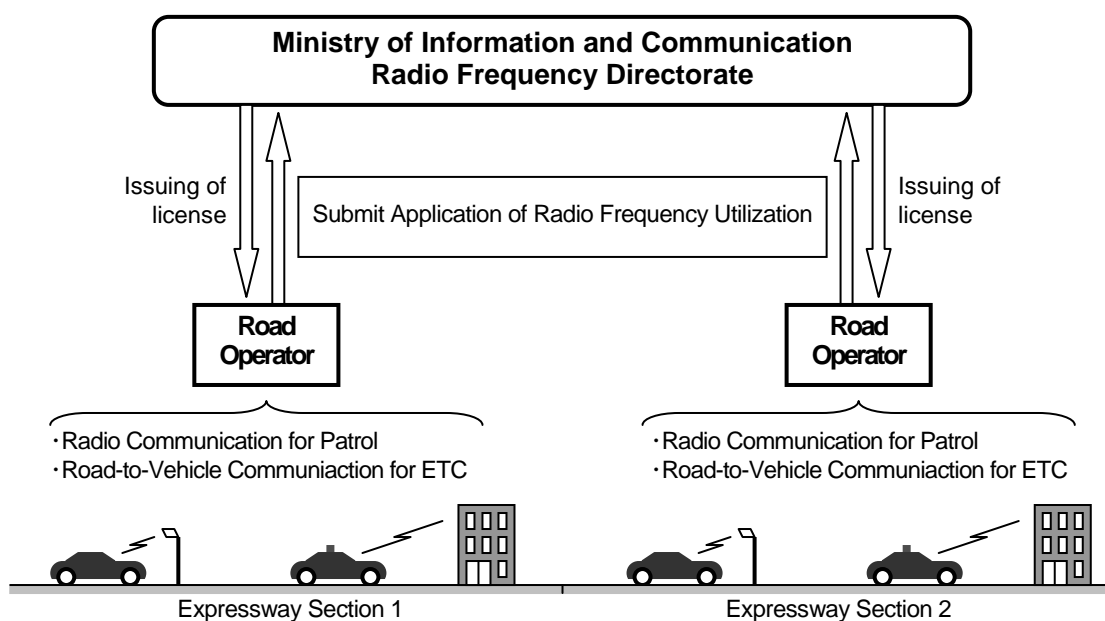 Ministry of Information and Communication
Radio Frequency Directorate
Issuing of
license
Submit Application of Radio Frequency Utilization
Issuing of
license
Road
Operator
Road
Operator
·Radio Communication for Patrol
·Road-to-Vehicle Communiaction for ETC
·Radio Communication for Patrol
·Road-to-Vehicle Communiaction for ETC
Expressway Section 1
Expressway Section 2